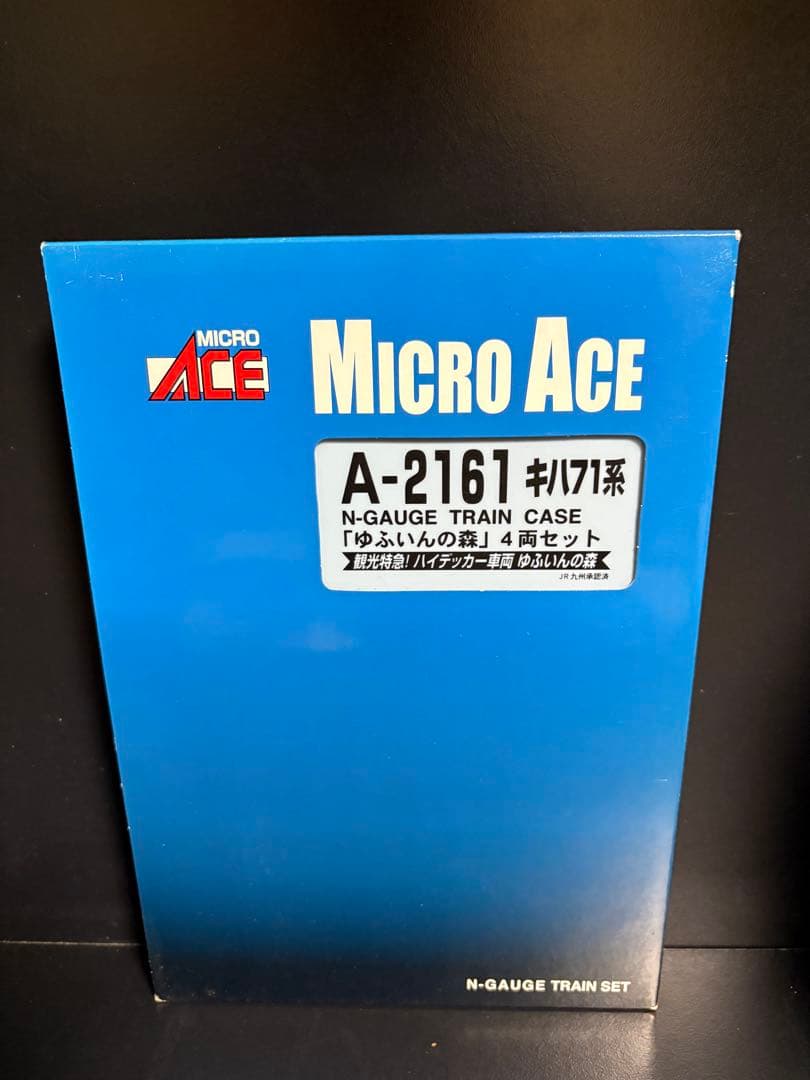 MICRO
ACE
MICRO ACE
A-2161 キハ71系
N-GAUGE TRAIN CASE
「ゆふいんの森」4両セット
観光特急!ハイデッカー車両 ゆふいんの森
JR九州承認済
N-GAUGE TRAIN SET